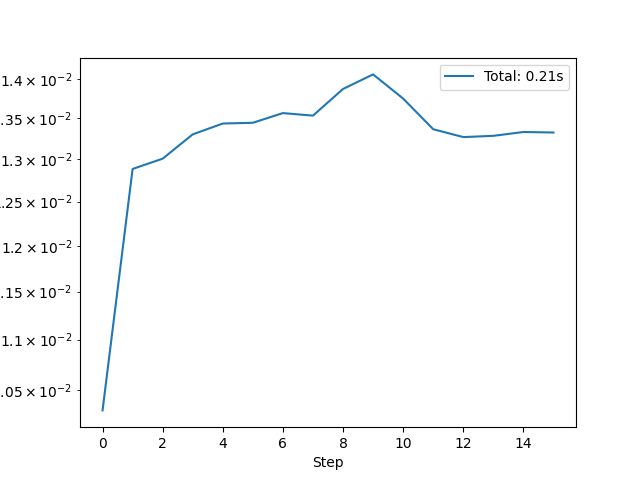 1.4 × 10⁻²
.35 × 10⁻²
1.3 × 10⁻²
.25 × 10⁻²
1.2 × 10⁻²
.15 × 10⁻²
1.1 × 10⁻²
.05 × 10⁻²
Total: 0.21s
0 2 4 6 8 10 12 14
Step